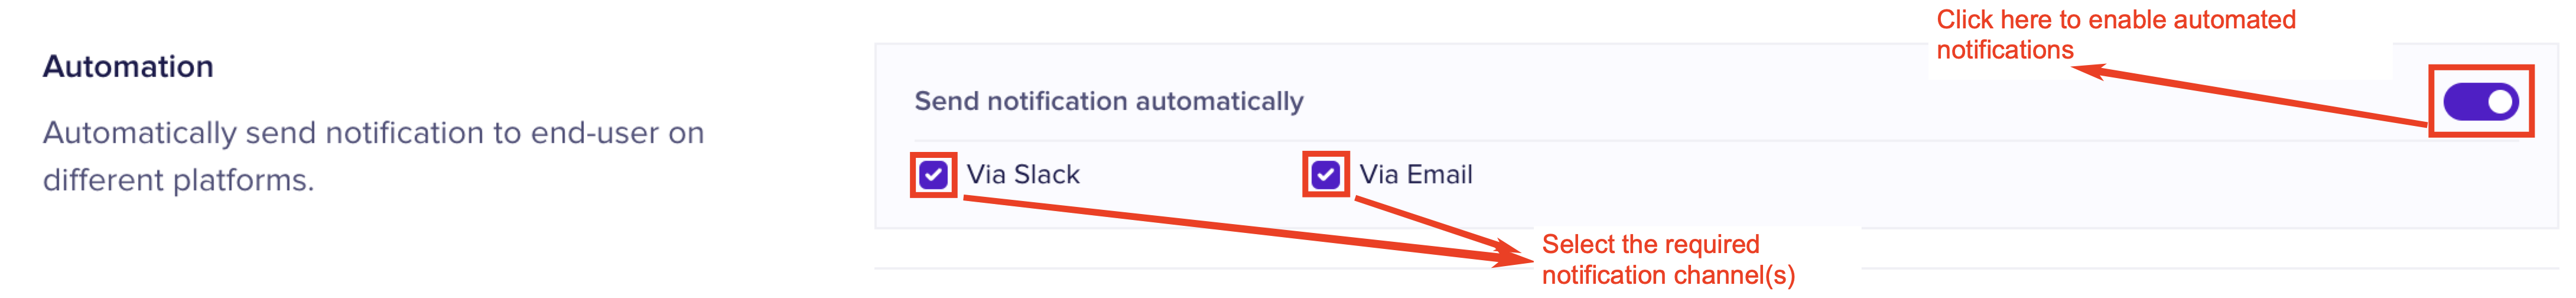 Automation
Automatically send notification to end-user on
different platforms.
Click here to enable automated
notifications
Send notification automatically
Via Slack
Via Email
Select the required
notification channel(s)